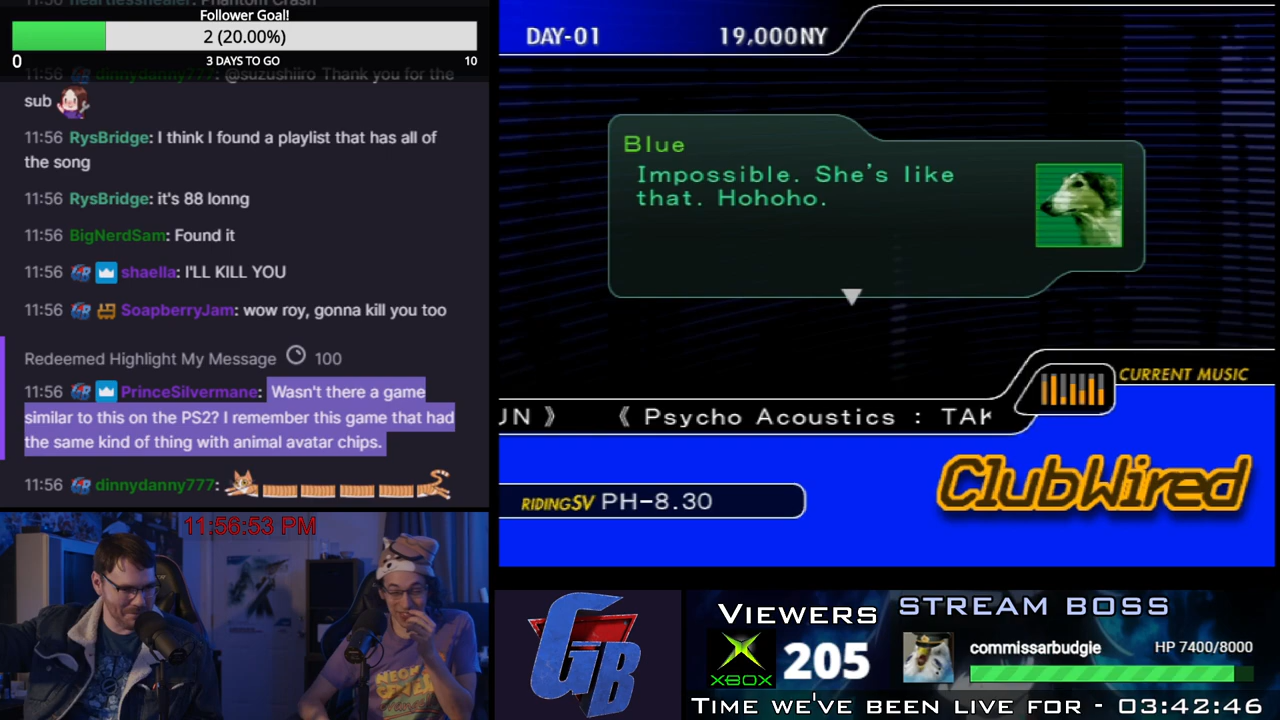 heartlesshealer: Phantom Crash
Follower Goal!
2 (20.00%)
0 3 DAYS TO GO 10
11:56 dinnydanny777: @suzushiiro Thank you for the
sub
11:56 RysBridge: I think I found a playlist that has all of
the song
11:56 RysBridge: it's 88 lonng
11:56 BigNerdSam: Found it
11:56 shaella: I'LL KILL YOU
11:56 SoapberryJam: wow roy, gonna kill you too
Redeemed Highlight My Message 100
11:56 PrinceSilvermane: Wasn't there a game
similar to this on the PS2? I remember this game that had
the same kind of thing with animal avatar chips.
11:56 dinnydanny777:
11:56:53 PM
DAY-01 19,000NY
Blue
Impossible. She's like
that. Hohoho.
CURRENT MUSIC
UN 》 《 Psycho Acoustics : TAK
ClubWired
RIDING SV PH-8.30
GB
VIEWERS
XBOX
205
STREAM BOSS
commissarbudgie HP 7400/8000
TIME WE'VE BEEN LIVE FOR - 03:42:46